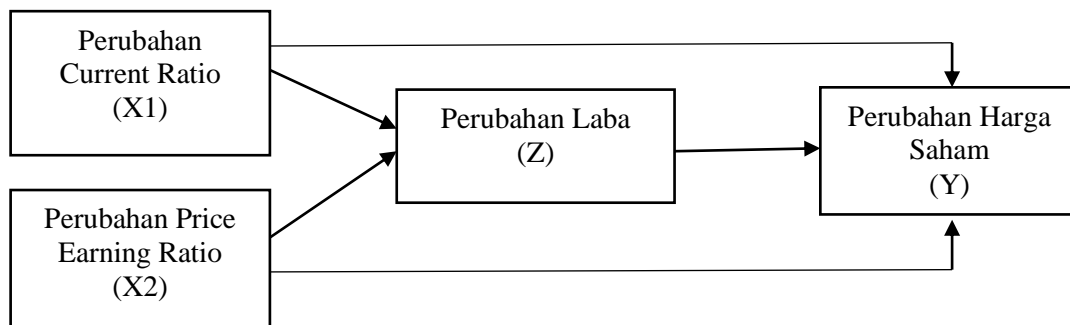 Perubahan
Current Ratio
(X1)
Perubahan Laba
(Z)
Perubahan Harga
Saham
(Y)
Perubahan Price
Earning Ratio
(X2)